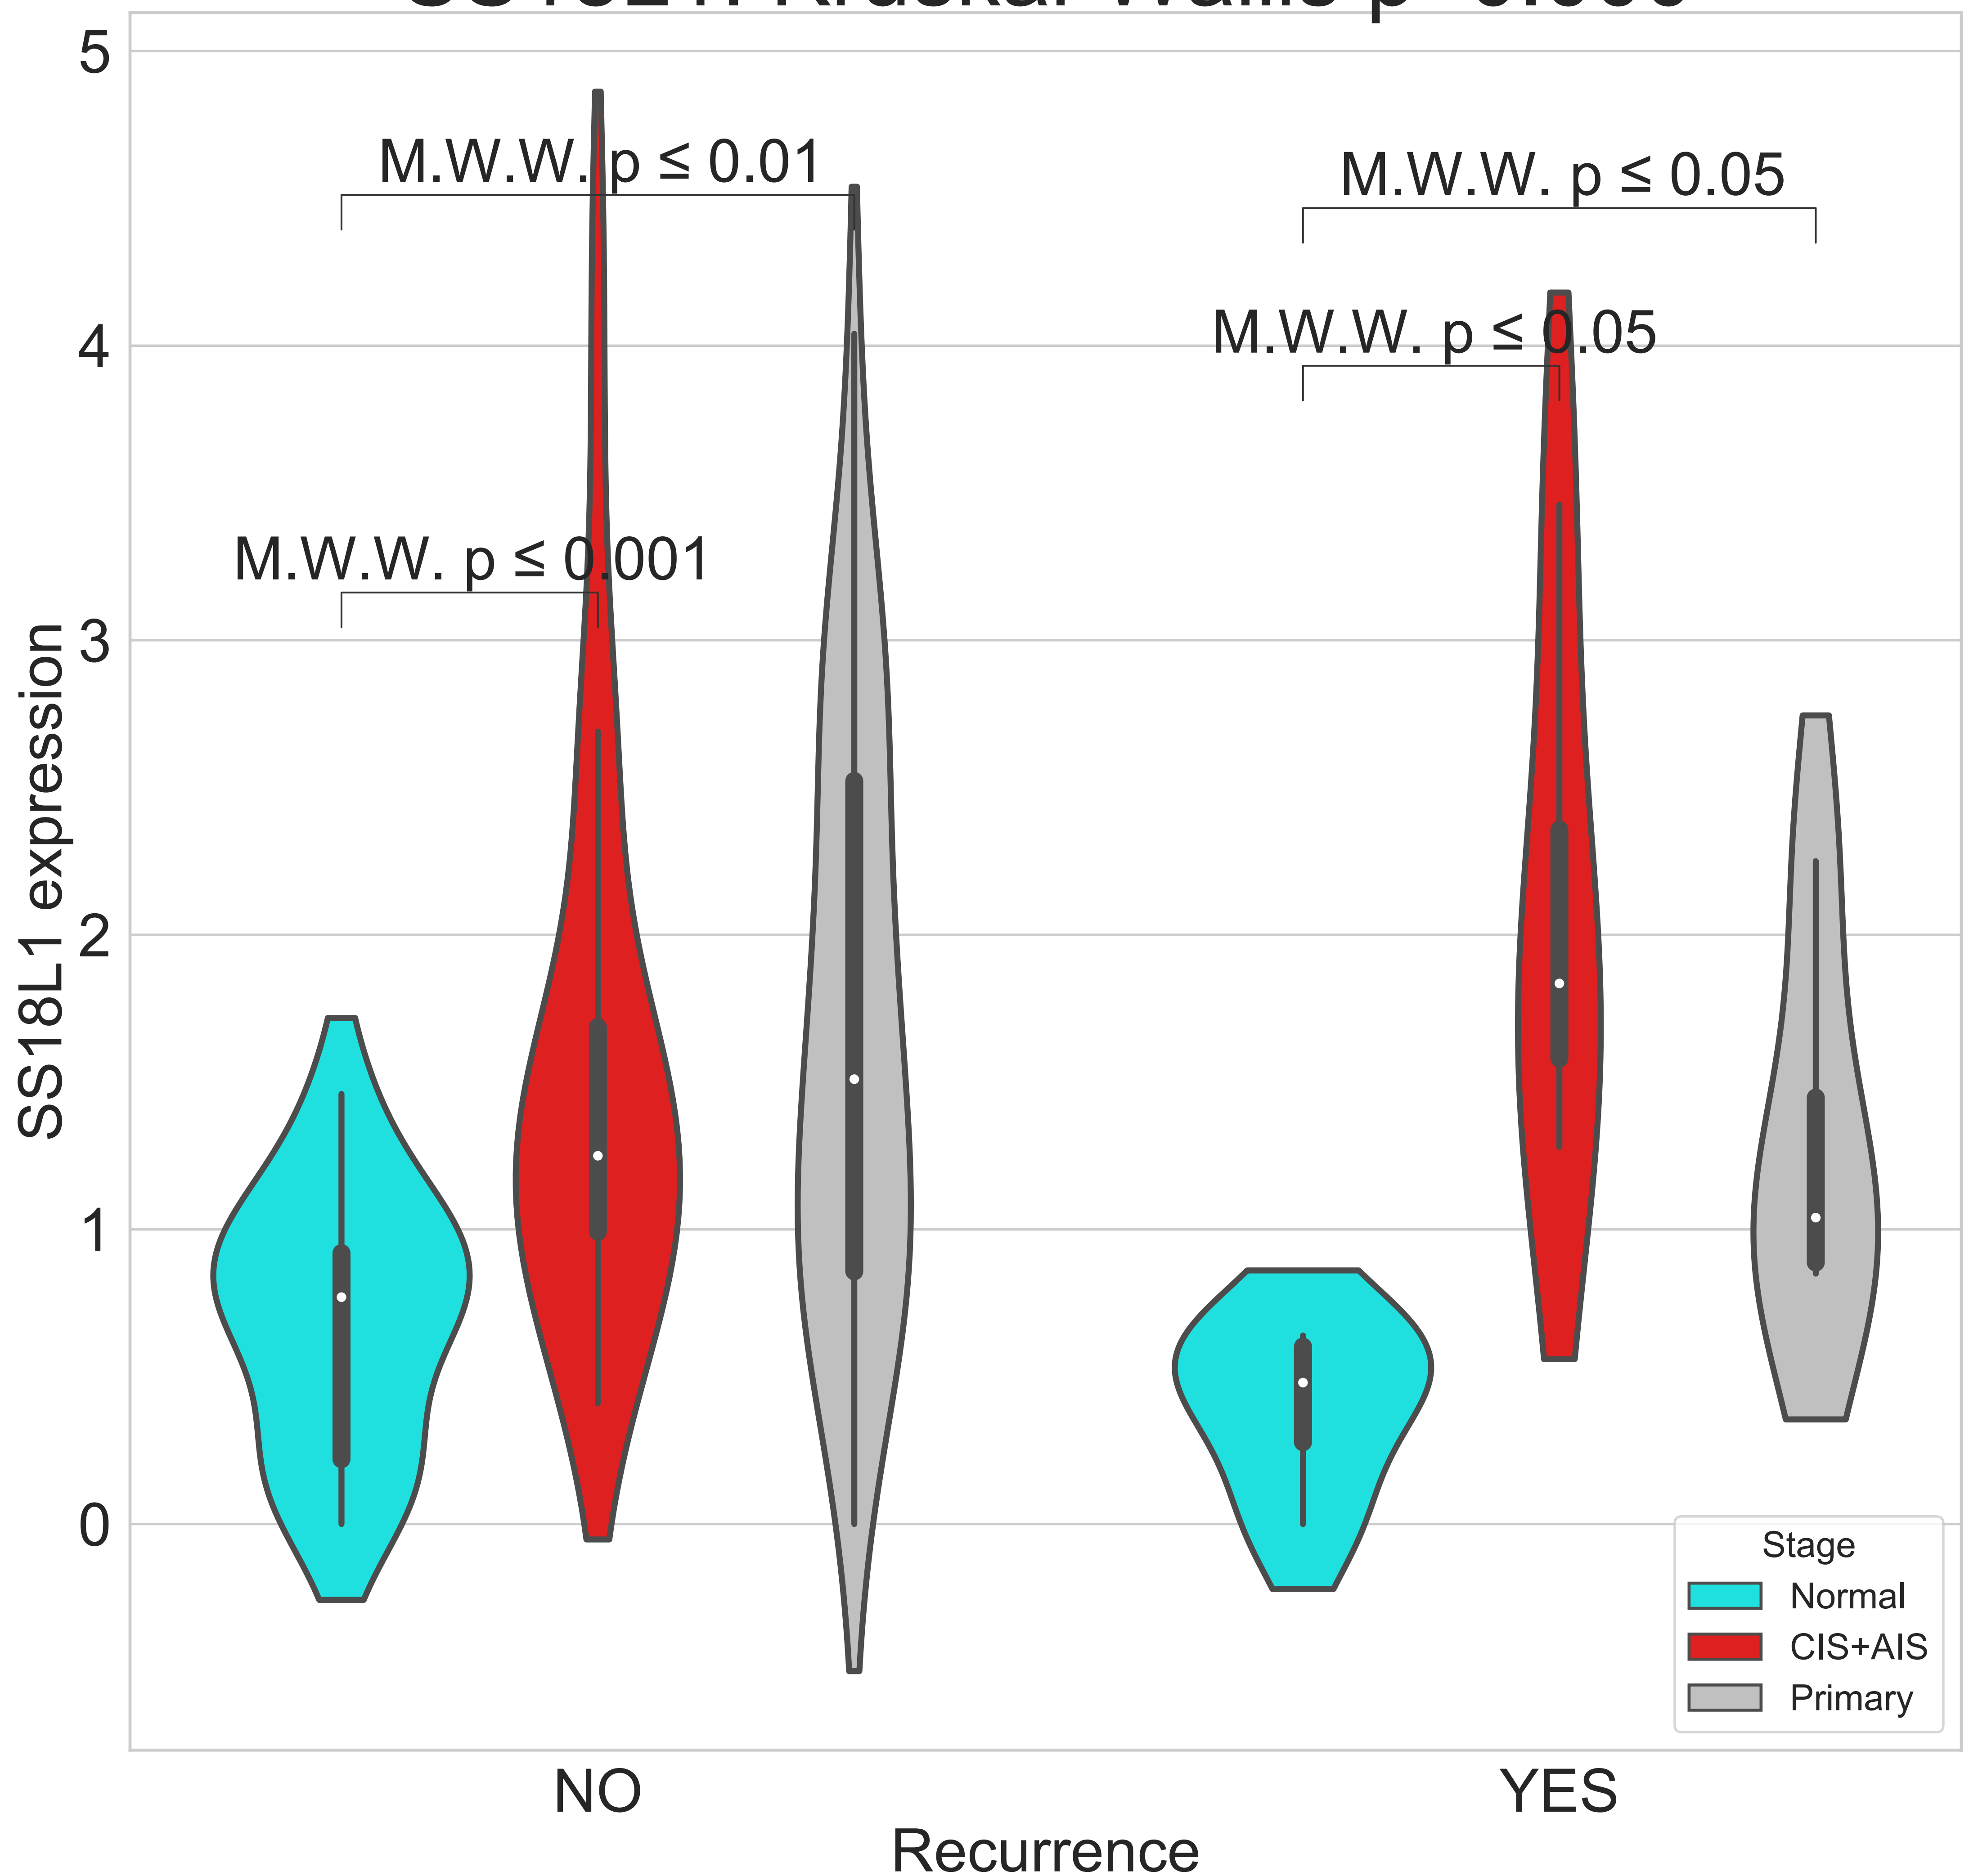 5
M.W.W. p ≤ 0.01
M.W.W. p ≤ 0.05
4
M.W.W. p ≤ 0.05
M.W.W. p ≤ 0.001
3
SS18L1 expression
2
1
0
Stage
Normal
CIS+AIS
Primary
NO
YES
Recurrence